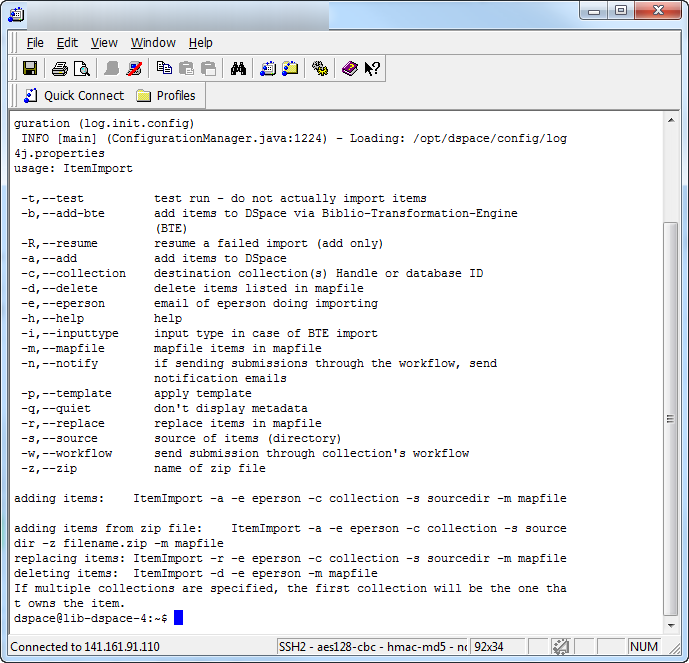 File Edit View Window Help
Quick Connect Profiles
guration (log.init.config)
INFO [main] (ConfigurationManager.java:1224) - Loading: /opt/dspace/config/log
4j.properties
usage: ItemImport
-t,--test test run - do not actually import items
-b,--add-bte add items to DSpace via Biblio-Transformation-Engine
(BTE)
-R,--resume resume a failed import (add only)
-a,--add add items to DSpace
-c,--collection destination collection(s) Handle or database ID
-d,--delete delete items listed in mapfile
-e,--eperson email of eperson doing importing
-h,--help help
-i,--inputtype input type in case of BTE import
-m,--mapfile mapfile items in mapfile
-n,--notify if sending submissions through the workflow, send
notification emails
-p,--template apply template
-q,--quiet don't display metadata
-r,--replace replace items in mapfile
-s,--source source of items (directory)
-w,--workflow send submission through collection's workflow
-z,--zip name of zip file
adding items: ItemImport -a -e eperson -c collection -s sourcedir -m mapfile
adding items from zip file: ItemImport -a -e eperson -c collection -s source
dir -z filename.zip -m mapfile
replacing items: ItemImport -r -e eperson -c collection -s sourcedir -m mapfile
deleting items: ItemImport -d -e eperson -m mapfile
If multiple collections are specified, the first collection will be the one tha
t owns the item.
dspace@lib-dspace-4:~$
Connected to 141.161.91.110 SSH2 - aes128-cbc - hmac-md5 - 92x34 NUM